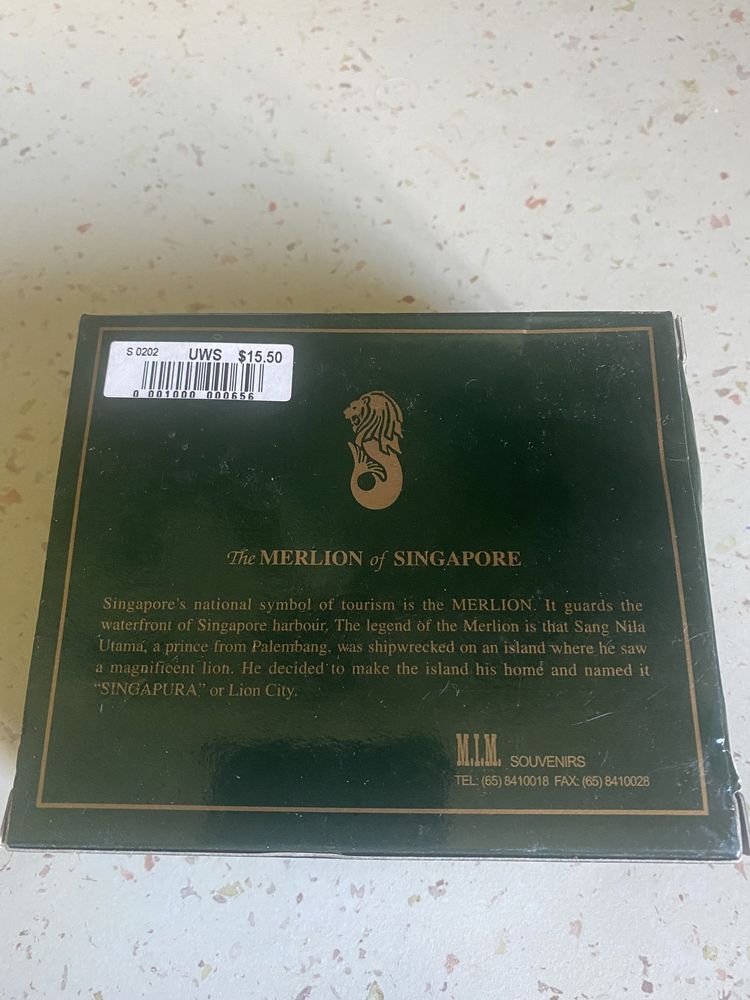 S 0202 UWS $15.50
0 001000 000656
The MERLION of SINGAPORE
Singapore's national symbol of tourism is the MERLION. It guards the
waterfront of Singapore harbour. The legend of the Merlion is that Sang Nila
Utama, a prince from Palembang, was shipwrecked on an island where he saw
a magnificent lion. He decided to make the island his home and named it
"SINGAPURA" or Lion City.
M.I.M. SOUVENIRS
TEL: (65) 8410018 FAX: (65) 8410028